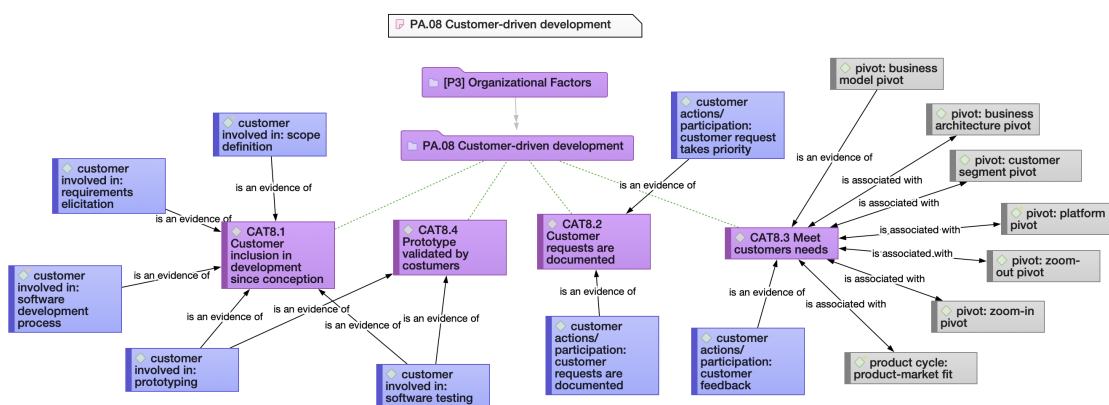 PA.08 Customer-driven development
[P3] Organizational Factors
PA.08 Customer-driven development
customer
involved in: scope
definition
customer
involved in:
requirements
elicitation
customer
involved in:
software
development
process
customer
involved in:
prototyping
customer
involved in:
software testing
CAT8.1
Customer
inclusion in
development
since conception
CAT8.4
Prototype
validated by
costumers
CAT8.2
Customer
requests are
documented
CAT8.3 Meet
customers needs
customer
actions/
participation:
customer request
takes priority
customer
actions/
participation:
customer
requests are
documented
customer
actions/
participation:
customer
feedback
pivot: business
model pivot
pivot: business
architecture pivot
pivot: customer
segment pivot
pivot: platform
pivot
pivot: zoom-
out pivot
pivot: zoom-in
pivot
product cycle:
product-market fit
is an evidence of
is an evidence of
is an evidence of
is an evidence of
is an evidence of
is an evidence of
is an evidence of
is an evidence of
is an evidence of
is an evidence of
is an evidence of
is associated with
is associated with
is associated with
is associated with
is associated with
is associated with